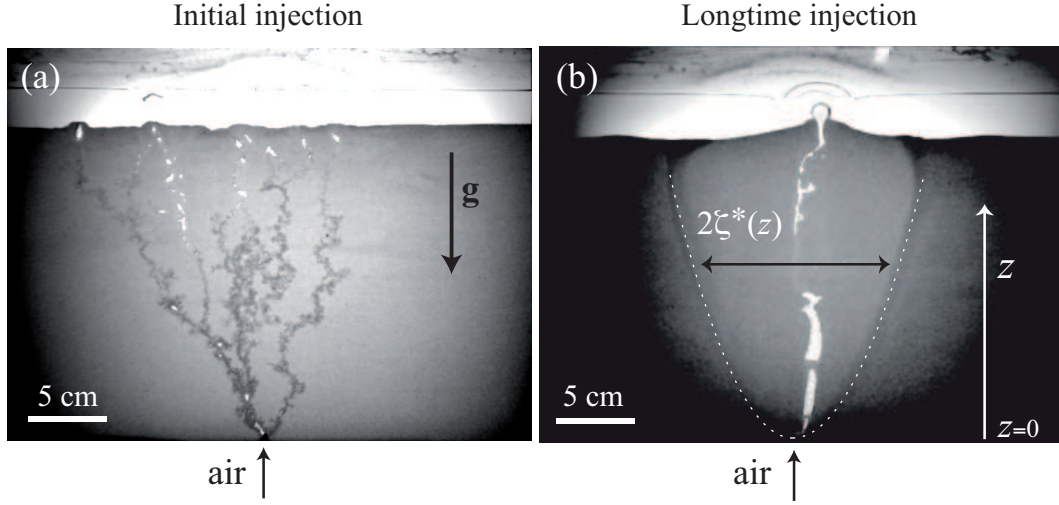 Initial injection
Longtime injection
(a)
(b)
g
2ζ*(z)
z
5 cm
5 cm
z=0
air
air